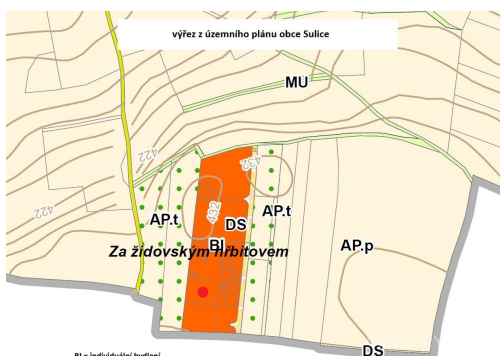 výřez z územního plánu obce Sulice
MU
422
432
AP.t
432
DS
AP.t
422
BI
AP.p
Za židovským hřbitovem
DS
BI = individuální bydlení